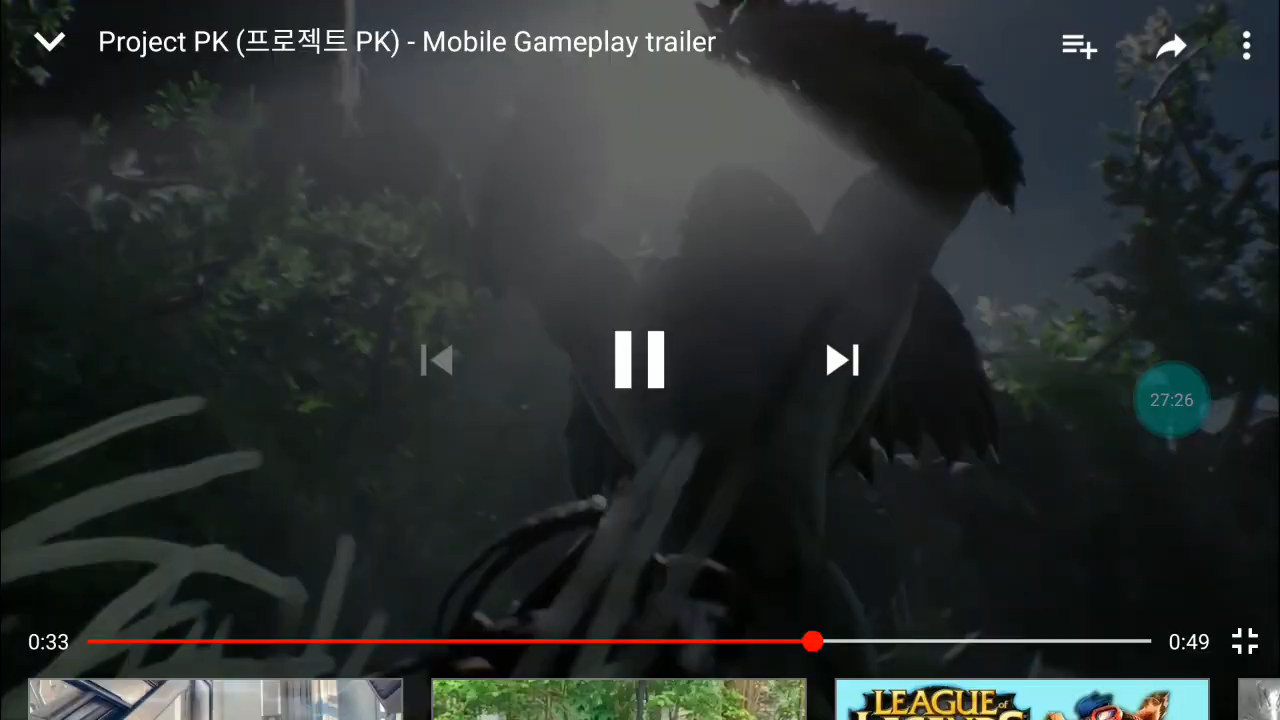 Project PK (프로젝트 PK) - Mobile Gameplay trailer
27:26
0:33
0:49
LEAGUE of
LEGENDS